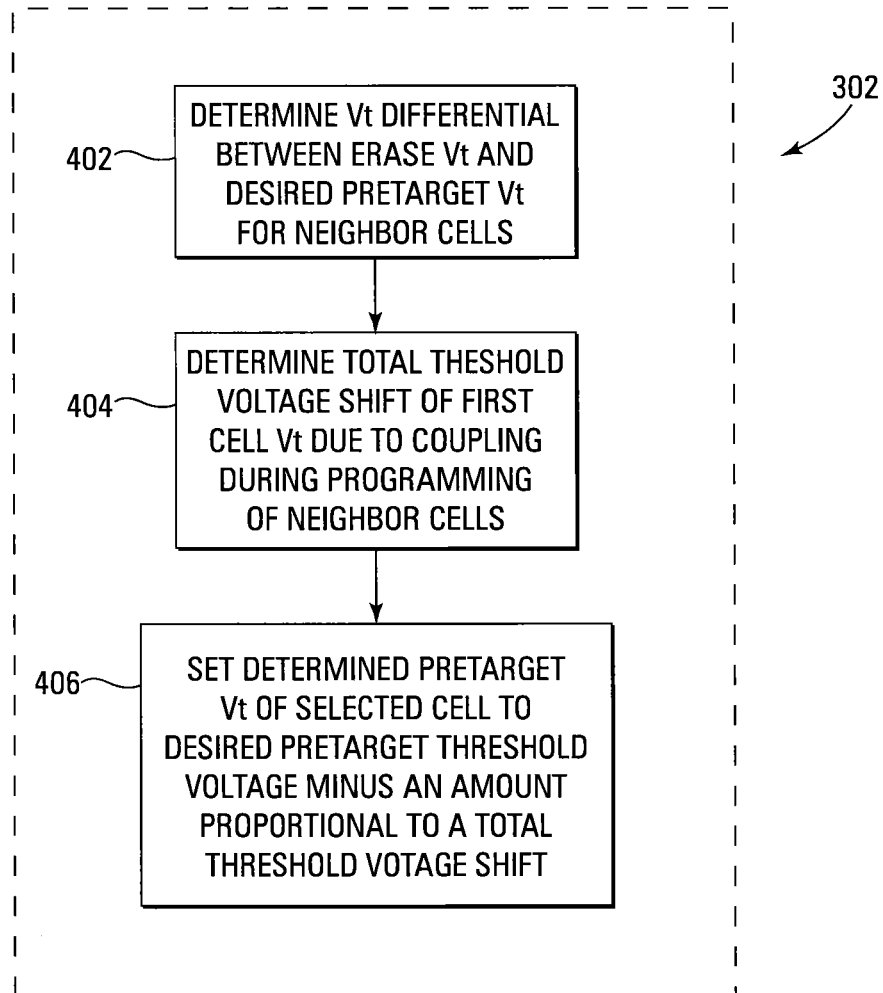 302
402
DETERMINE Vt DIFFERENTIAL
BETWEEN ERASE Vt AND
DESIRED PRETARGET Vt
FOR NEIGHBOR CELLS
404
DETERMINE TOTAL THESHOLD
VOLTAGE SHIFT OF FIRST
CELL Vt DUE TO COUPLING
DURING PROGRAMMING
OF NEIGHBOR CELLS
406
SET DETERMINED PRETARGET
Vt OF SELECTED CELL TO
DESIRED PRETARGET THRESHOLD
VOLTAGE MINUS AN AMOUNT
PROPORTIONAL TO A TOTAL
THRESHOLD VOTAGE SHIFT